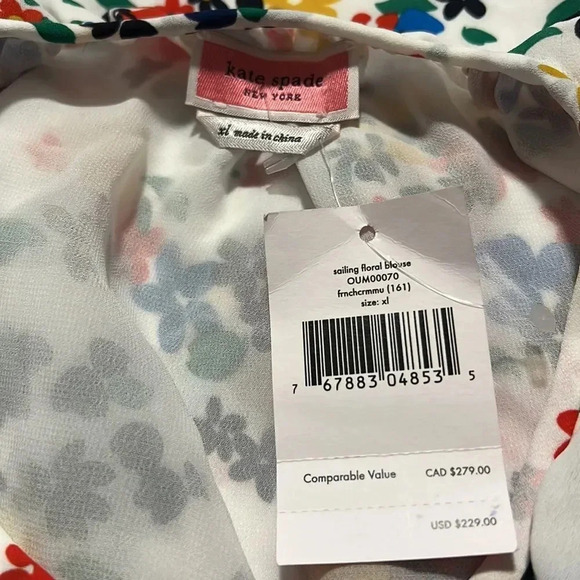 kate spade
NEW YORK
xl made in china
sailing floral blouse
OUM00070
frnchcrmmu (161)
size: xl
7 67883 04853 5
Comparable Value CAD $279.00
USD $229.00